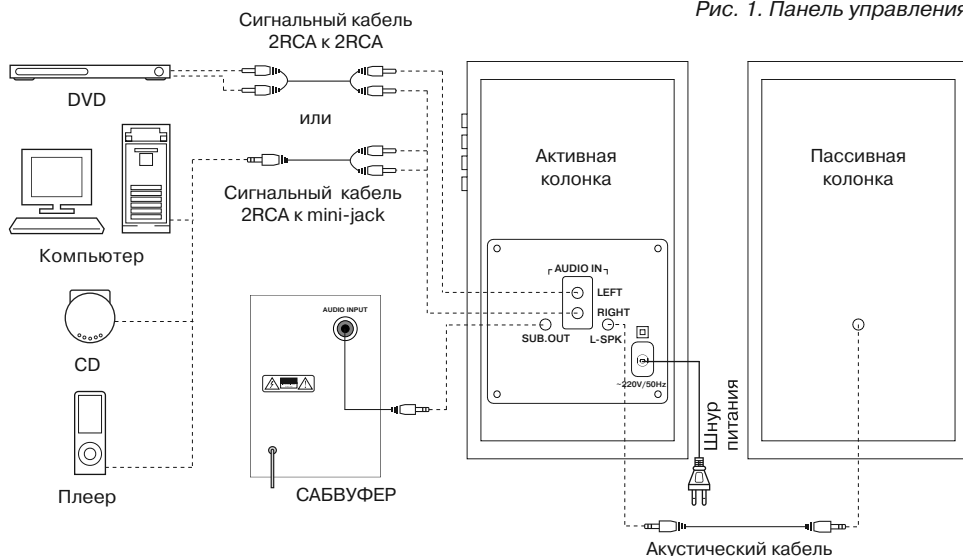 Рис. 1. Панель управления
Сигнальный кабель
2RCA к 2RCA
DVD
или
Сигнальный кабель
2RCA к mini-jack
Компьютер
CD
Плеер
AUDIO INPUT
САБВУФЕР
Активная
колонка
AUDIO IN
LEFT
RIGHT
SUB.OUT
L-SPK
~220V/50Hz
Шнур
питания
Пассивная
колонка
Акустический кабель